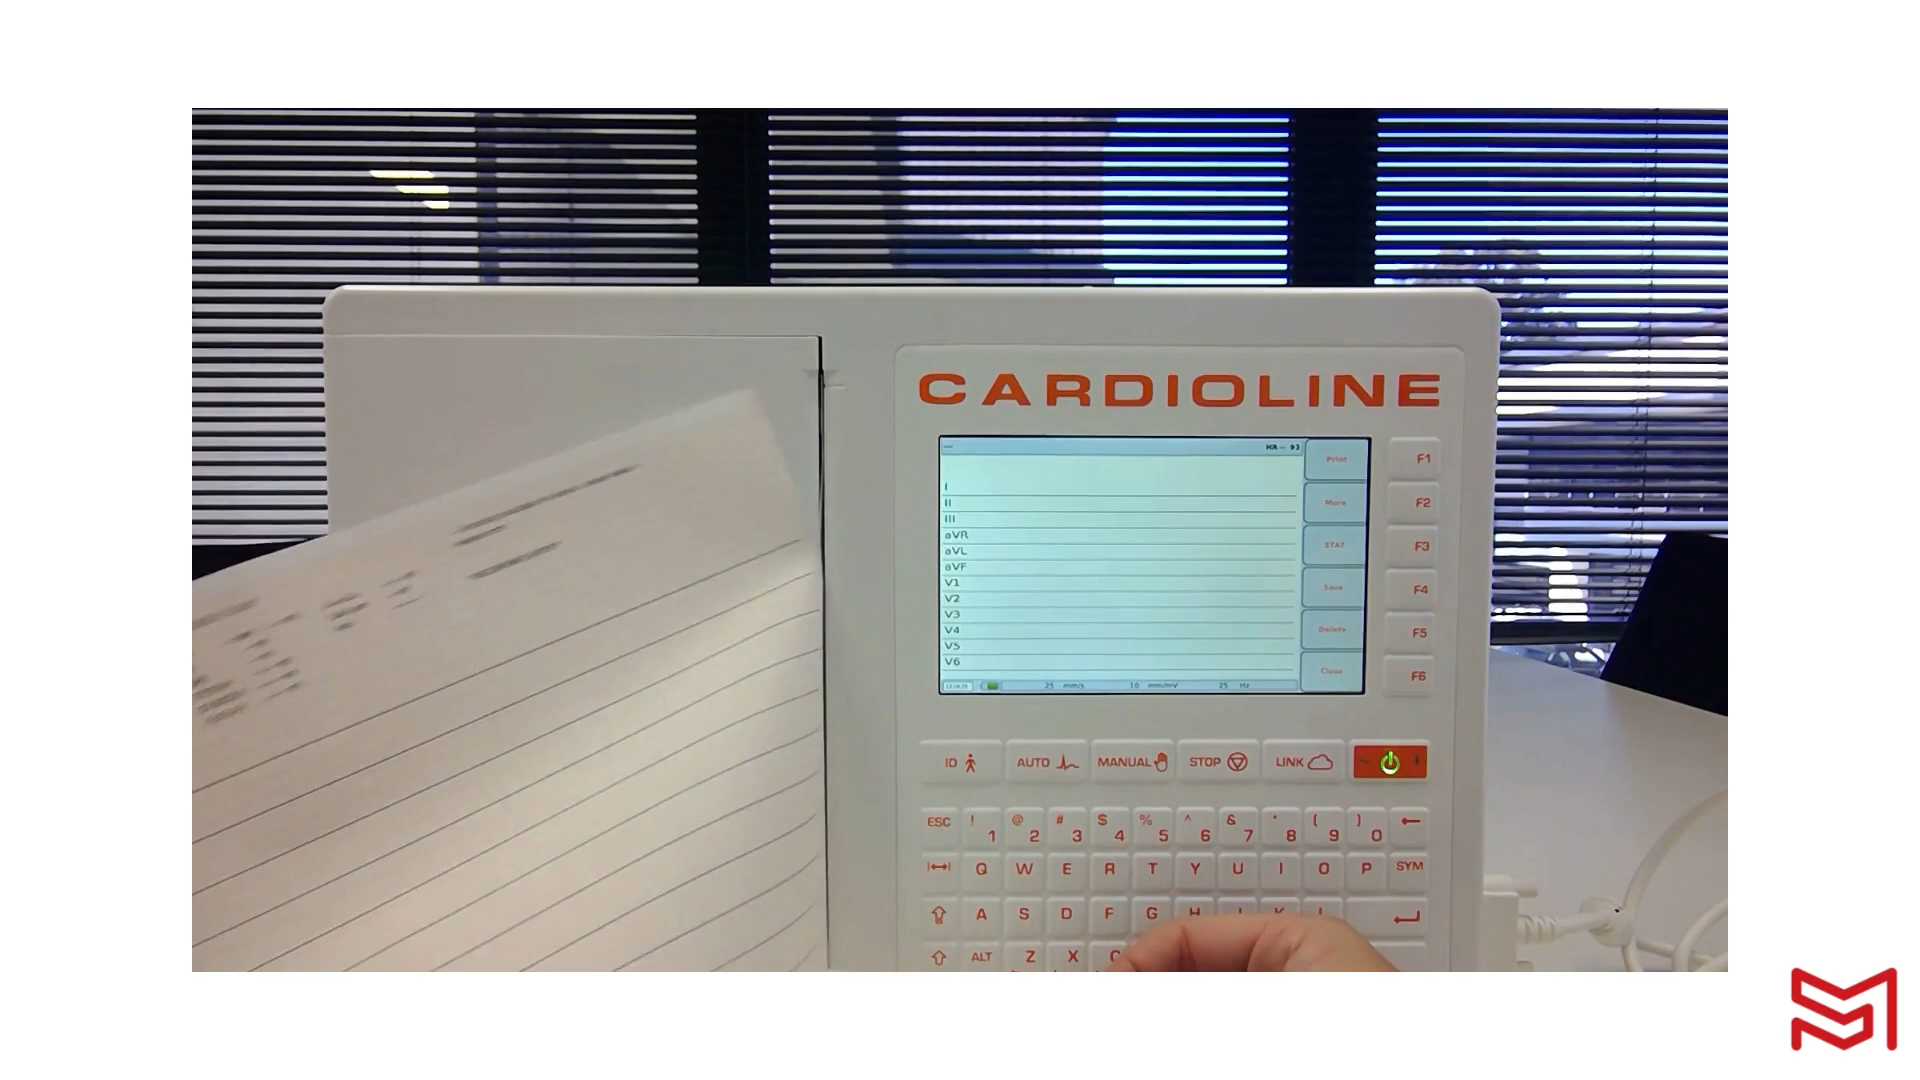 CARDIOLINE
HR -- 93
I
II
III
aVR
aVL
aVF
V1
V2
V3
V4
V5
V6
25 mm/s 10 mm/mV 25 Hz
Print F1
More F2
STAT F3
Save F4
Delete F5
Close F6
ID AUTO MANUAL STOP LINK
ESC ! 1 @ 2 # 3 $ 4 % 5 ^ 6 & 7 * 8 ( 9 ) 0
Q W E R T Y U I O P SYM
A S D F G H J K L
ALT Z X C